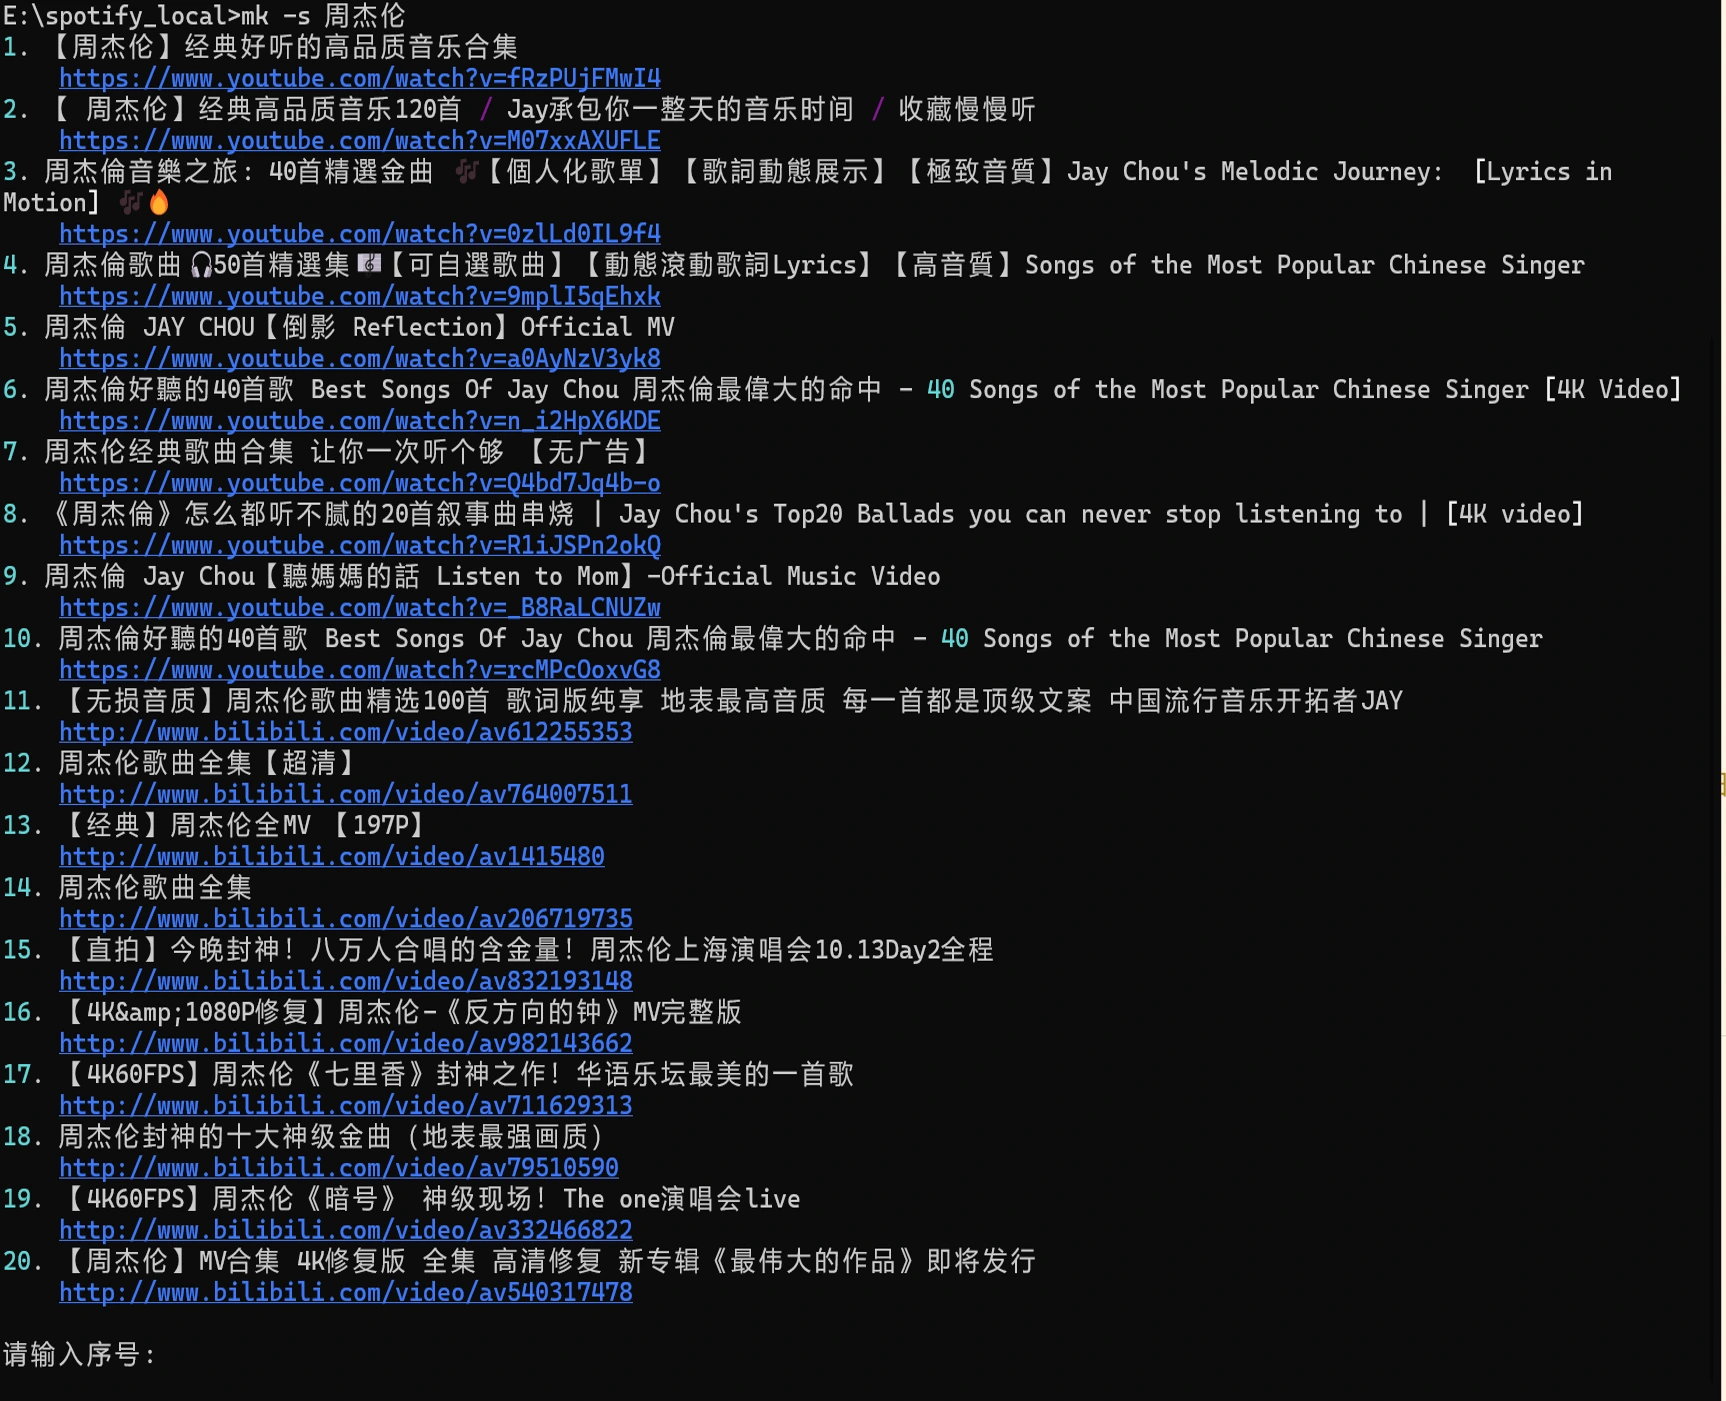 E:\spotify_local>mk -s 周杰伦
1. 【周杰伦】经典好听的高品质音乐合集
https://www.youtube.com/watch?v=fRzPUjFMwI4
2. 【 周杰伦】经典高品质音乐120首 / Jay承包你一整天的音乐时间 / 收藏慢慢听
https://www.youtube.com/watch?v=M07xxAXUFLE
3. 周杰倫音樂之旅: 40首精選金曲 🎶【個人化歌單】【歌詞動態展示】【極致音質】Jay Chou's Melodic Journey: [Lyrics in
Motion] 🎶🔥
https://www.youtube.com/watch?v=0zlLd0IL9f4
4. 周杰倫歌曲🎧50首精選集🎼【可自選歌曲】【動態滾動歌詞Lyrics】【高音質】Songs of the Most Popular Chinese Singer
https://www.youtube.com/watch?v=9mplI5qEhxk
5. 周杰倫 JAY CHOU【倒影 Reflection】Official MV
https://www.youtube.com/watch?v=a0AyNzV3yk8
6. 周杰倫好聽的40首歌 Best Songs Of Jay Chou 周杰倫最偉大的命中 - 40 Songs of the Most Popular Chinese Singer [4K Video]
https://www.youtube.com/watch?v=n_i2HpX6KDE
7. 周杰伦经典歌曲合集 让你一次听个够 【无广告】
https://www.youtube.com/watch?v=Q4bd7Jq4b-o
8. 《周杰倫》怎么都听不腻的20首叙事曲串烧 | Jay Chou's Top20 Ballads you can never stop listening to | [4K video]
https://www.youtube.com/watch?v=R1iJSPn2okQ
9. 周杰倫 Jay Chou【聽媽媽的話 Listen to Mom】-Official Music Video
https://www.youtube.com/watch?v=_B8RaLCNUZw
10. 周杰倫好聽的40首歌 Best Songs Of Jay Chou 周杰倫最偉大的命中 - 40 Songs of the Most Popular Chinese Singer
https://www.youtube.com/watch?v=rcMPcOoxvG8
11. 【无损音质】周杰伦歌曲精选100首 歌词版纯享 地表最高音质 每一首都是顶级文案 中国流行音乐开拓者JAY
http://www.bilibili.com/video/av612255353
12. 周杰伦歌曲全集【超清】
http://www.bilibili.com/video/av764007511
13. 【经典】周杰伦全MV 【197P】
http://www.bilibili.com/video/av1415480
14. 周杰伦歌曲全集
http://www.bilibili.com/video/av206719735
15. 【直拍】今晚封神！八万人合唱的含金量！周杰伦上海演唱会10.13Day2全程
http://www.bilibili.com/video/av832193148
16. 【4K&amp;1080P修复】周杰伦-《反方向的钟》MV完整版
http://www.bilibili.com/video/av982143662
17. 【4K60FPS】周杰伦《七里香》封神之作！华语乐坛最美的一首歌
http://www.bilibili.com/video/av711629313
18. 周杰伦封神的十大神级金曲（地表最强画质）
http://www.bilibili.com/video/av79510590
19. 【4K60FPS】周杰伦《暗号》 神级现场！The one演唱会live
http://www.bilibili.com/video/av332466822
20. 【周杰伦】MV合集 4K修复版 全集 高清修复 新专辑《最伟大的作品》即将发行
http://www.bilibili.com/video/av540317478
请输入序号: